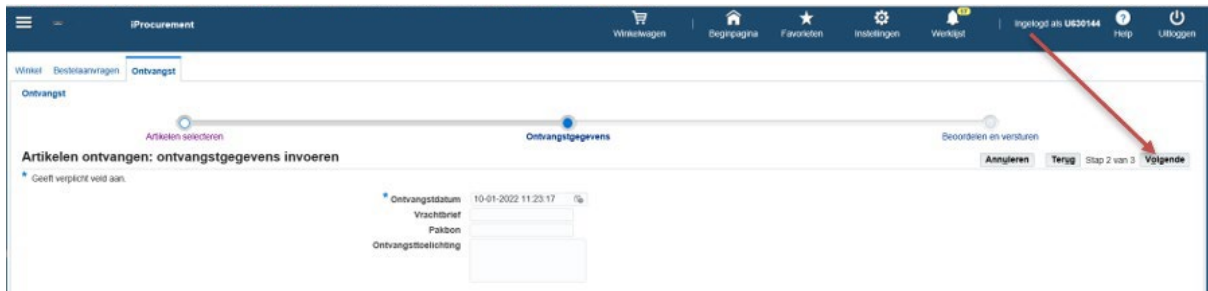 iProcurement
Winkelwagen Beginpagina Favorieten Instellingen Werklijst Ingelogd als U630144 Help Uitloggen
Winkel Bestelaanvragen Ontvangst
Ontvangst
Artikelen selecteren Ontvangstgegevens Beoordelen en versturen
Artikelen ontvangen: ontvangstgegevens invoeren Annuleren Terug Stap 2 van 3 Volgende
* Geeft verplicht veld aan.
* Ontvangstdatum 10-01-2022 11:23:17
Vrachtbrief
Pakbon
Ontvangsttoelichting